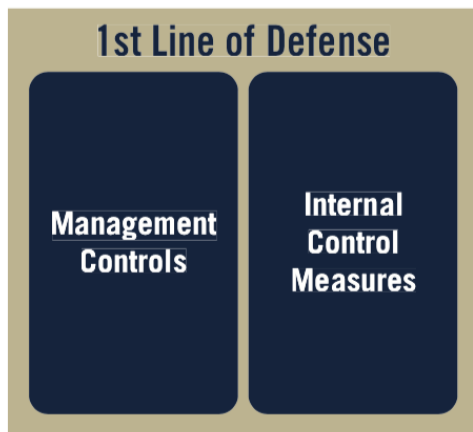 1st Line of Defense
Management
Controls
Internal
Control
Measures